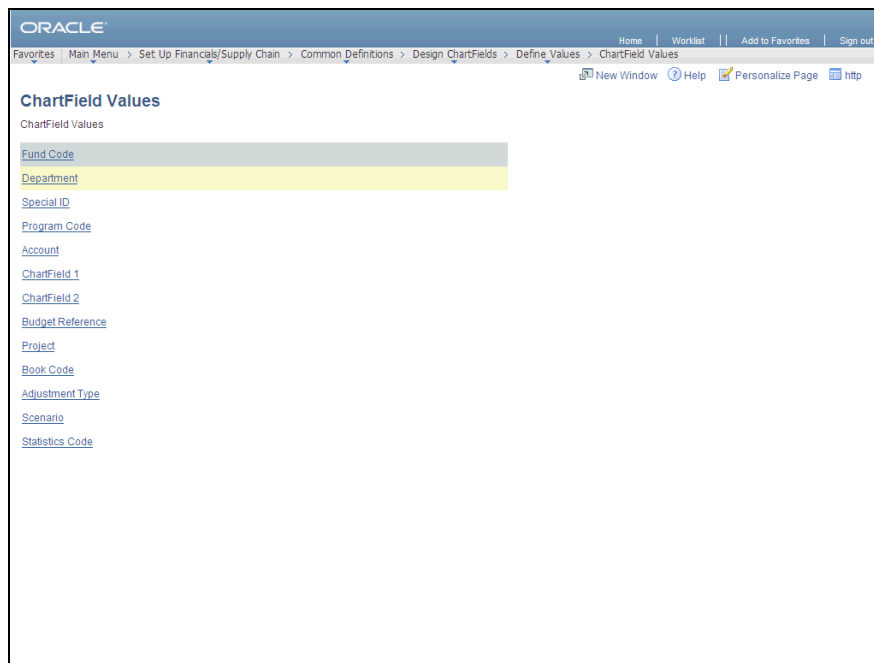 ORACLE
Home | Worklist || Add to Favorites | Sign out
Favorites Main Menu > Set Up Financials/Supply Chain > Common Definitions > Design ChartFields > Define Values > ChartField Values
New Window Help Personalize Page http
ChartField Values
ChartField Values
Fund Code
Department
Special ID
Program Code
Account
ChartField 1
ChartField 2
Budget Reference
Project
Book Code
Adjustment Type
Scenario
Statistics Code